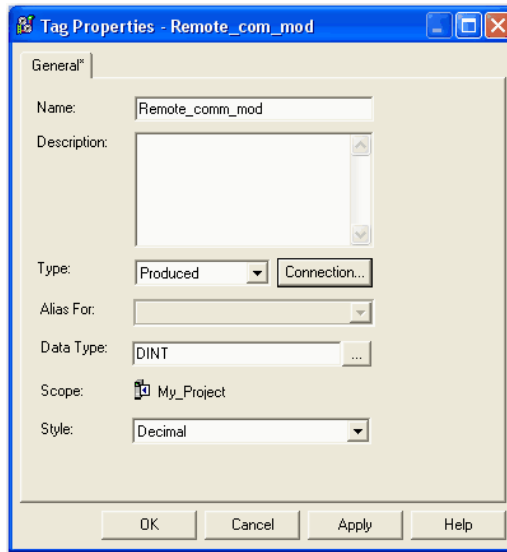 Tag Properties - Remote_com_mod
General*
Name: Remote_comm_mod
Description:
Type: Produced Connection...
Alias For:
Data Type: DINT ...
Scope: My_Project
Style: Decimal
OK Cancel Apply Help